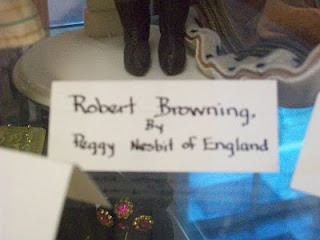 Robert Browning.
By
Peggy Nesbit of England